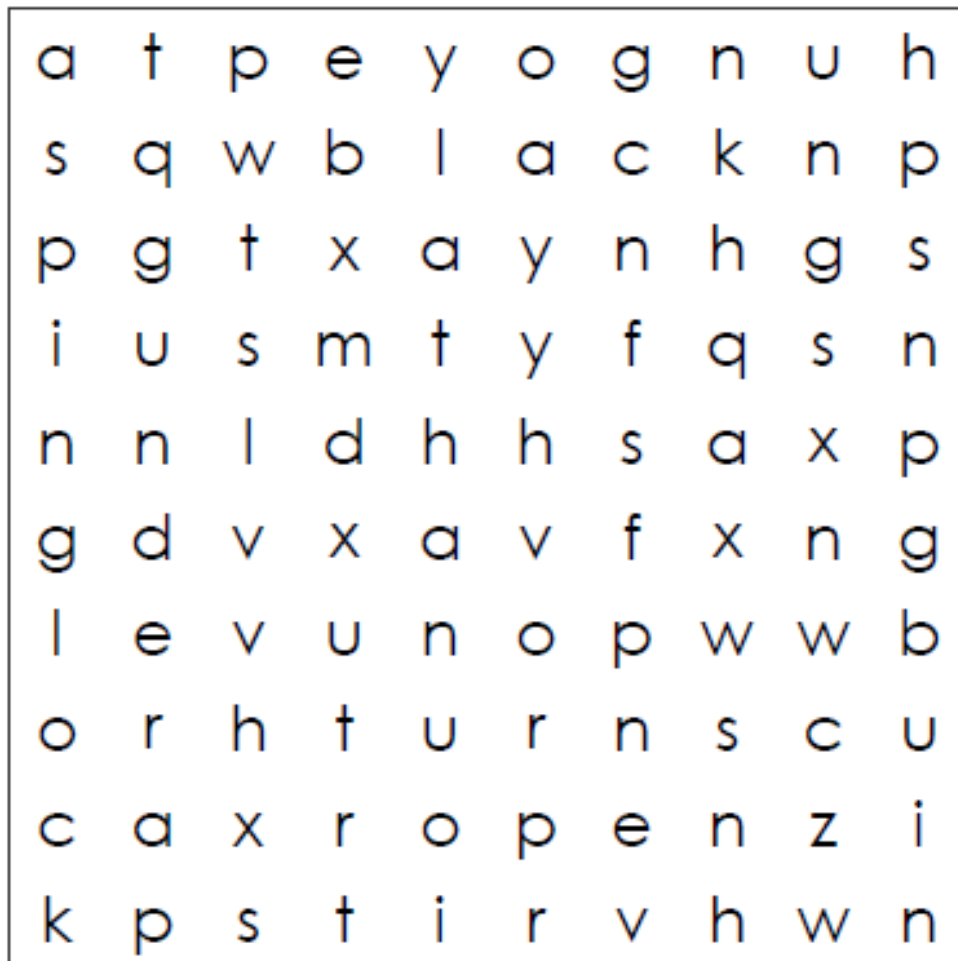 a t p e y o g n u h
s q w b l a c k n p
p g t x a y n h g s
i u s m t y f q s n
n n l d h h s a x p
g d v x a v f x n g
l e v u n o p w w b
o r h t u r n s c u
c a x r o p e n z i
k p s t i r v h w n